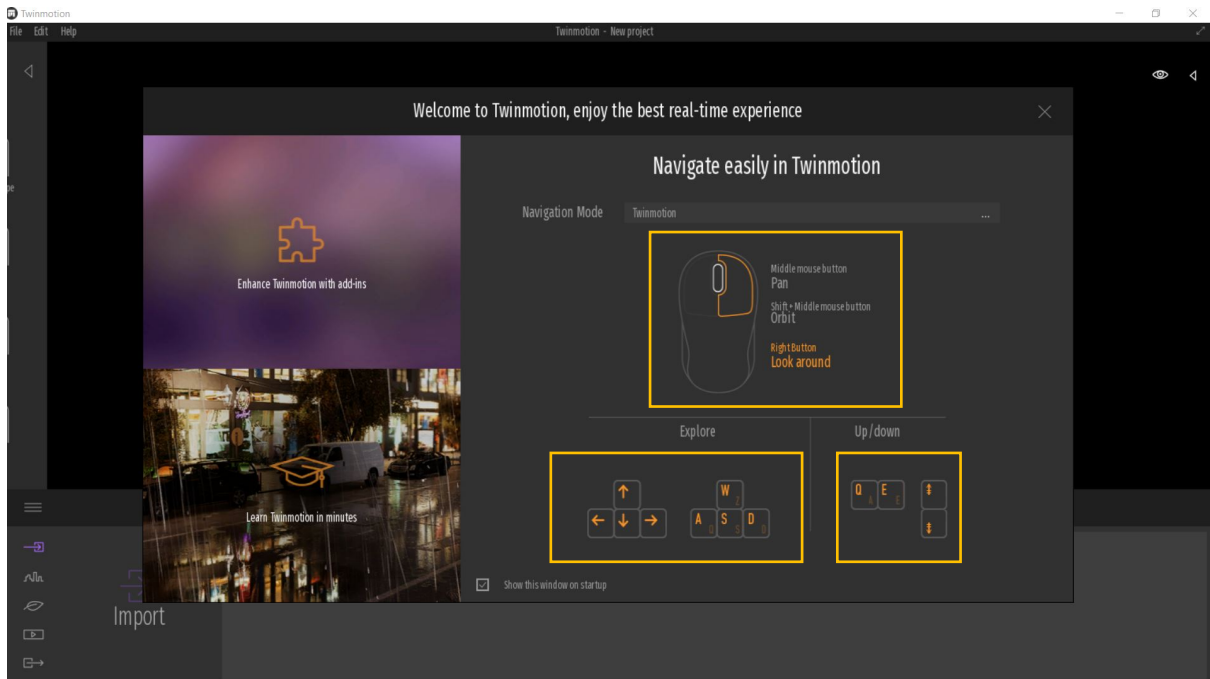 Twinmotion
File Edit Help
Twinmotion - New project
Welcome to Twinmotion, enjoy the best real-time experience
Enhance Twinmotion with add-ins
Learn Twinmotion in minutes
Navigate easily in Twinmotion
Navigation Mode
Twinmotion
...
Middle mouse button
Pan
Shift + Middle mouse button
Orbit
Right Button
Look around
Explore
Up/down
W
Z
A S D
Q S D
Q E
A E
Show this window on startup
pe
Import